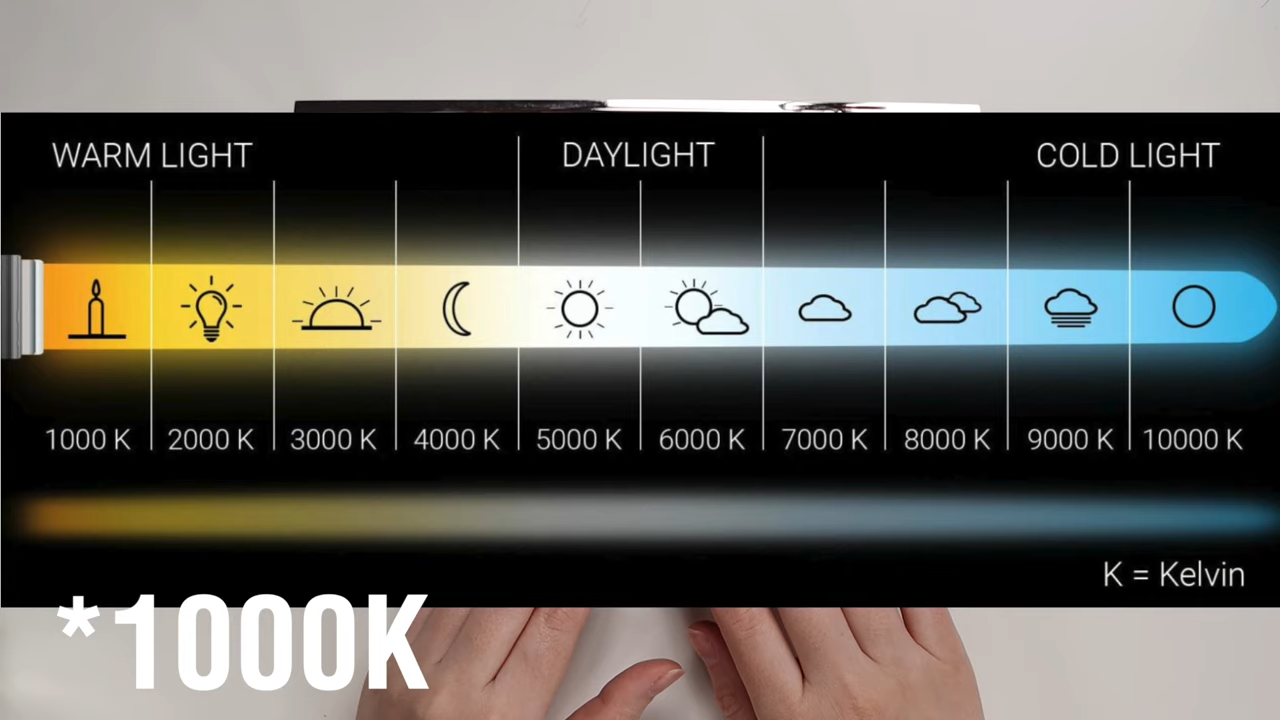 WARM LIGHT
DAYLIGHT
COLD LIGHT
1000 K
2000 K
3000 K
4000 K
5000 K
6000 K
7000 K
8000 K
9000 K
10000 K
K = Kelvin
*1000K